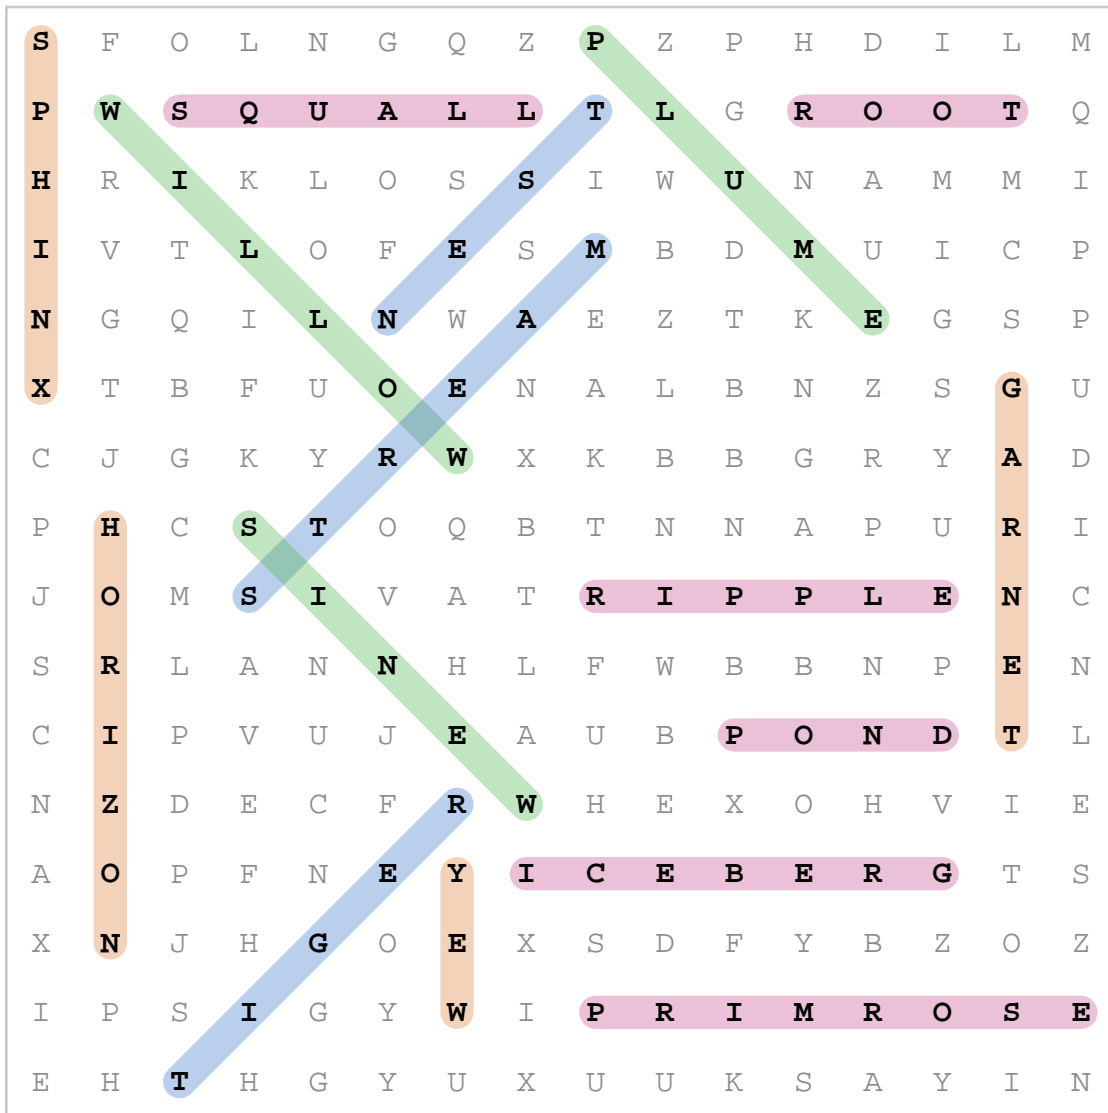 S F O L N G Q Z P Z P H D I L M
P W S Q U A L L T L G R O O T Q
H R I K L O S S I W U N A M M I
I V T L O F E S M B D M U I C P
N G Q I L N W A E Z T K E G S P
X T B F U O E N A L B N Z S G U
C J G K Y R W X K B B G R Y A D
P H C S T O Q B T N N A P U R I
J O M S I V A T R I P P L E N C
S R L A N N H L F W B B N P E N
C I P V U J E A U B P O N D T L
N Z D E C F R W H E X O H V I E
A O P F N E Y I C E B E R G T S
X N J H G O E X S D F Y B Z O Z
I P S I G Y W I P R I M R O S E
E H T H G Y U X U U K S A Y I N